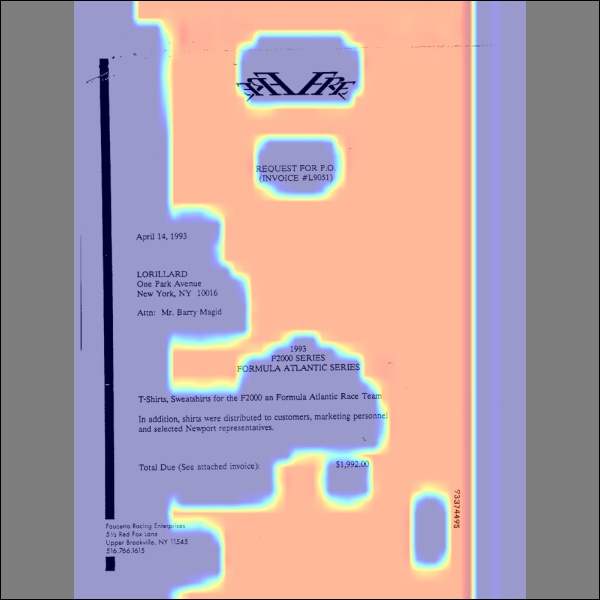 REQUEST FOR P.O.
(INVOICE #L9051)
April 14, 1993
LORILLARD
One Park Avenue
New York, NY 10016
Attn: Mr. Barry Magid
1993
F2000 SERIES
FORMULA ATLANTIC SERIES
T-Shirts, Sweatshirts for the F2000 an Formula Atlantic Race Team
In addition, shirts were distributed to customers, marketing personnel
and selected Newport representatives.
Total Due (See attached invoice): $1,992.00
93374495
Faucetta Racing Enterprises
5½ Red Fox Lane
Upper Brookville, NY 11545
516.766.1615